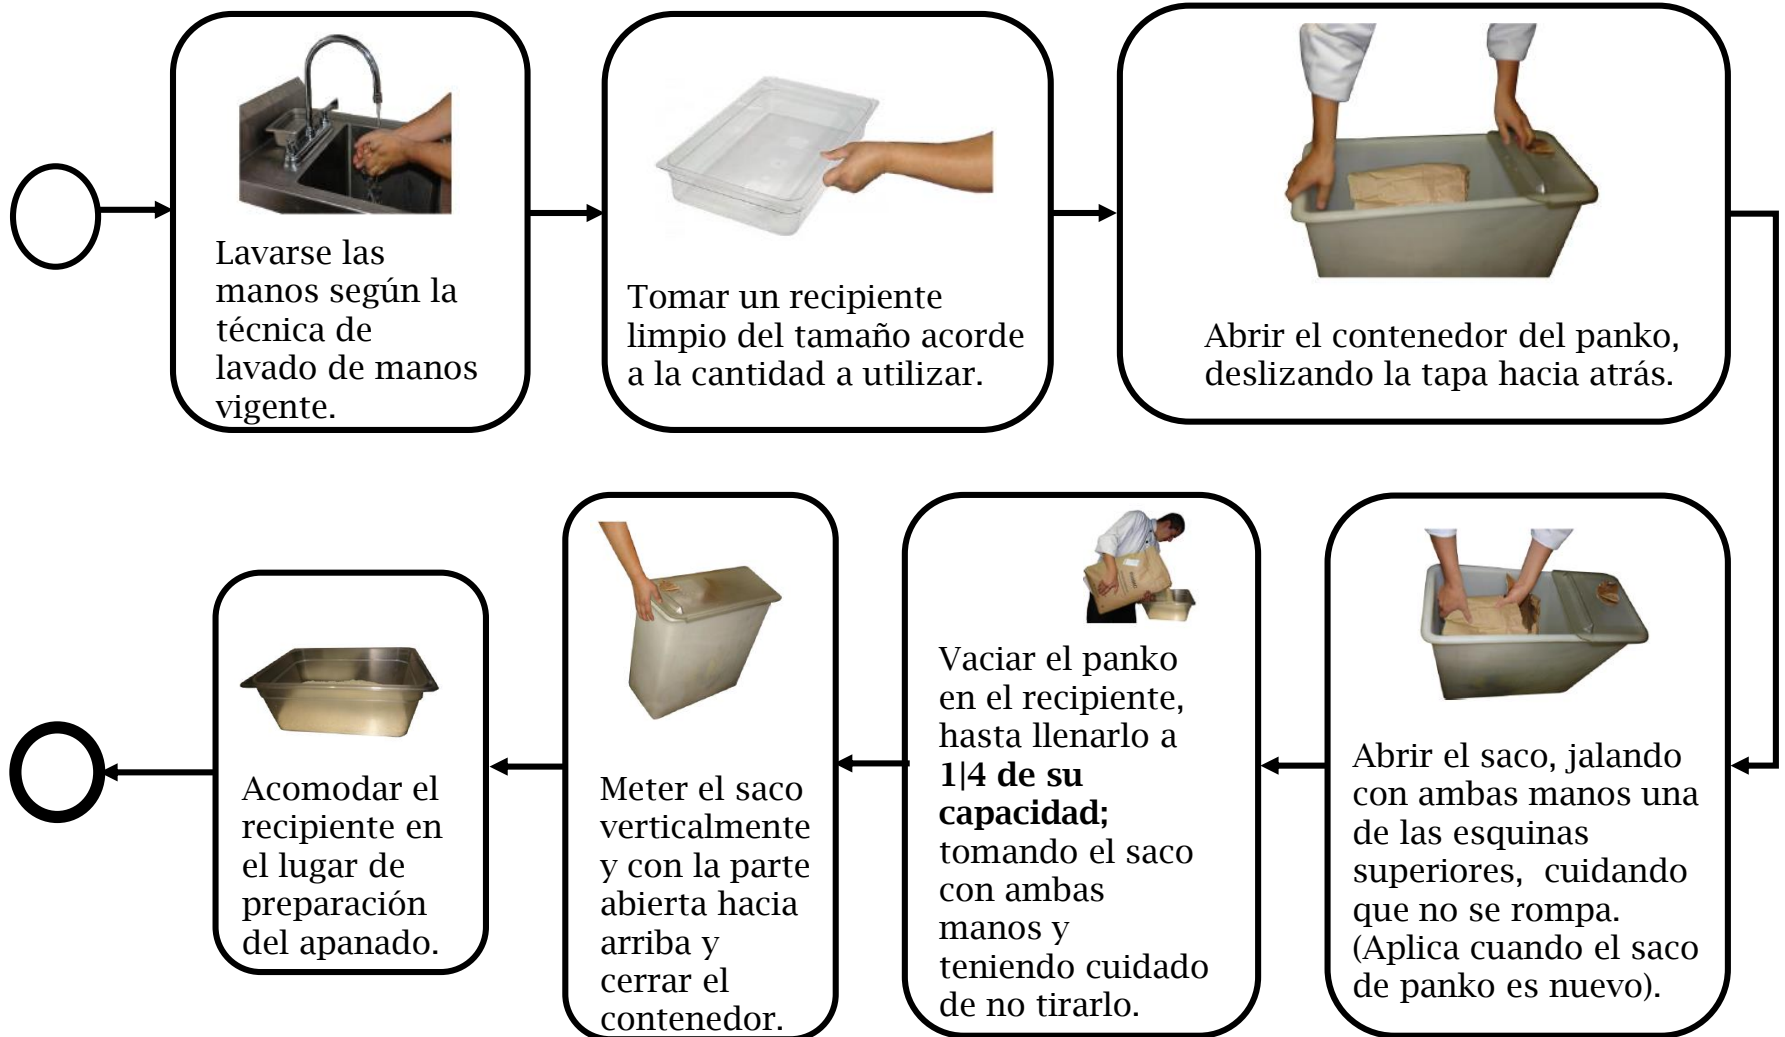 Lavarse las
manos según la
técnica de
lavado de manos
vigente.
Tomar un recipiente
limpio del tamaño acorde
a la cantidad a utilizar.
Abrir el contenedor del panko,
deslizando la tapa hacia atrás.
Abrir el saco, jalando
con ambas manos una
de las esquinas
superiores,  cuidando
que no se rompa.
(Aplica cuando el saco
de panko es nuevo).
Vaciar el panko
en el recipiente,
hasta llenarlo a
1|4 de su
capacidad;
tomando el saco
con ambas
manos y
teniendo cuidado
de no tirarlo.
Meter el saco
verticalmente
y con la parte
abierta hacia
arriba y
cerrar el
contenedor.
Acomodar el
recipiente en
el lugar de
preparación
del apanado.